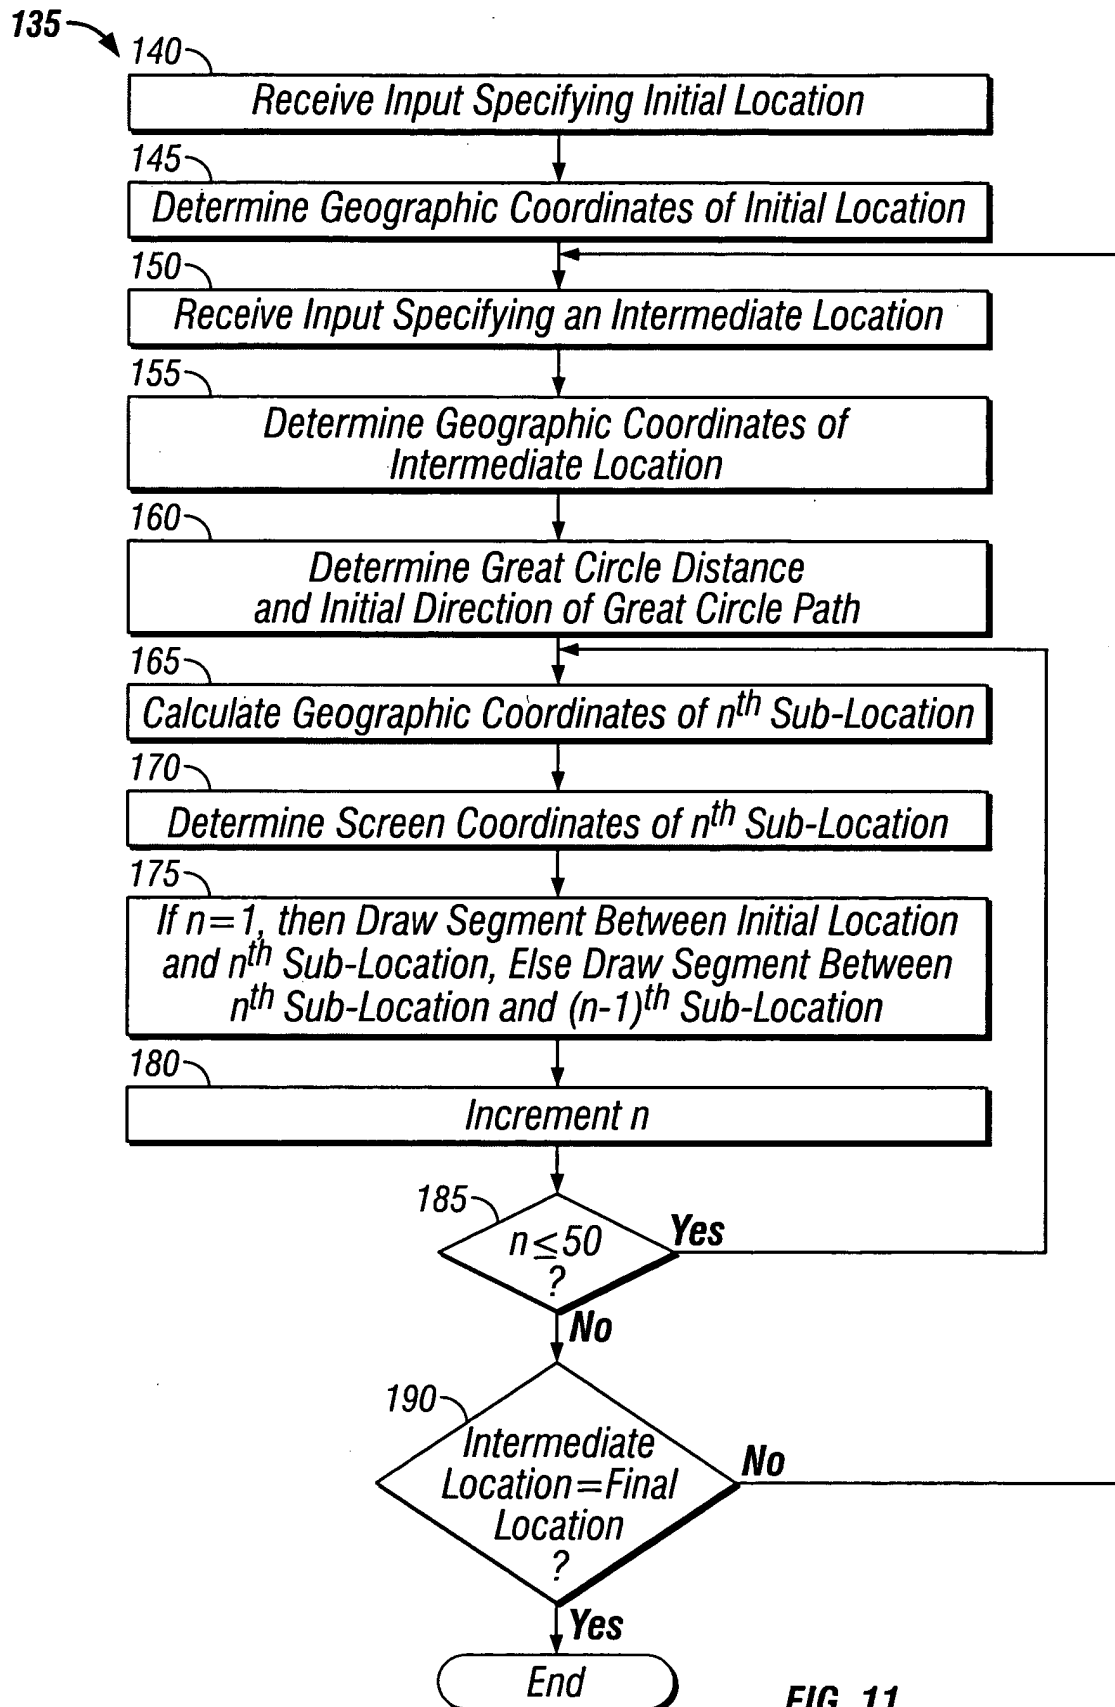 135
140
Receive Input Specifying Initial Location
145
Determine Geographic Coordinates of Initial Location
150
Receive Input Specifying an Intermediate Location
155
Determine Geographic Coordinates of
Intermediate Location
160
Determine Great Circle Distance
and Initial Direction of Great Circle Path
165
Calculate Geographic Coordinates of nth Sub-Location
170
Determine Screen Coordinates of nth Sub-Location
175
If n=1, then Draw Segment Between Initial Location
and nth Sub-Location, Else Draw Segment Between
nth Sub-Location and (n-1)th Sub-Location
180
Increment n
185
n≤50
?
Yes
No
190
Intermediate
Location=Final
Location
?
No
Yes
End
FIG. 11